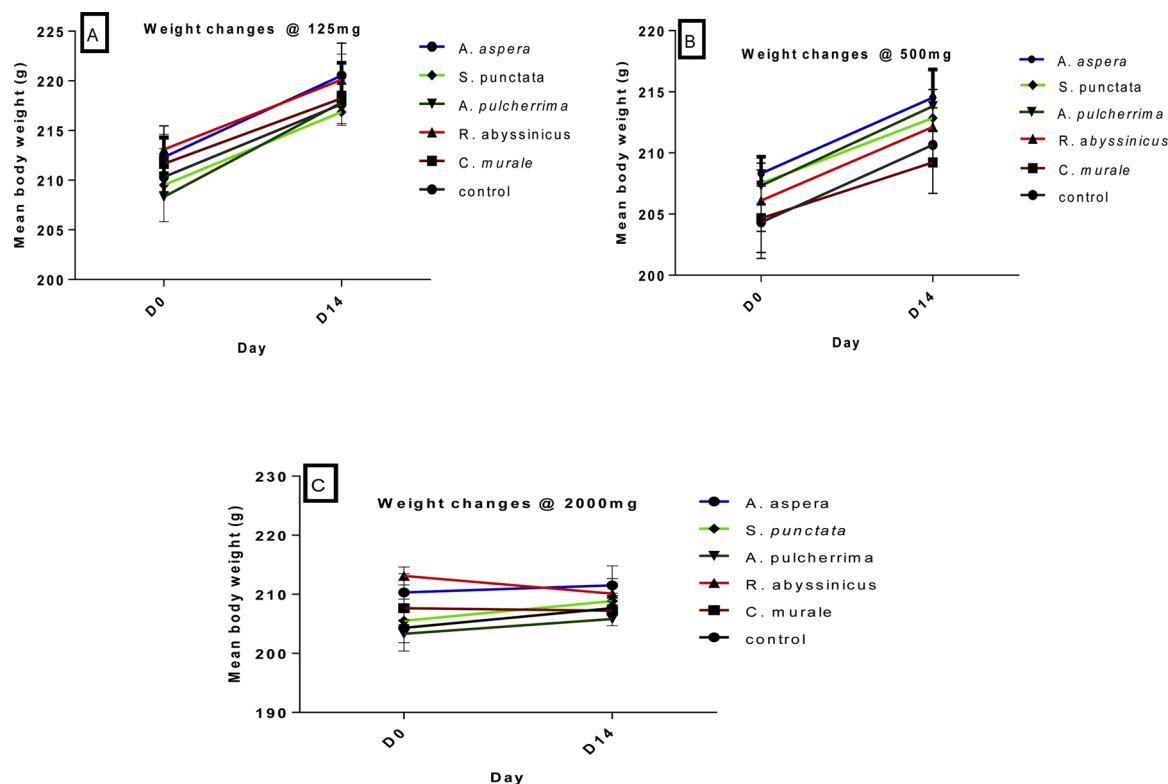 A
Weight changes @ 125mg
225
220
215
210
205
200
Mean body weight (g)
D0
D14
Day
A. aspera
S. punctata
A. pulcherrima
R. abyssinicus
C. murale
control
B
Weight changes @ 500mg
220
215
210
205
200
Mean body weight (g)
D0
D14
Day
A. aspera
S. punctata
A. pulcherrima
R. abyssinicus
C. murale
control
C
Weight changes @ 2000mg
230
220
210
200
190
Mean body weight (g)
D0
D14
Day
A. aspera
S. punctata
A. pulcherrima
R. abyssinicus
C. murale
control